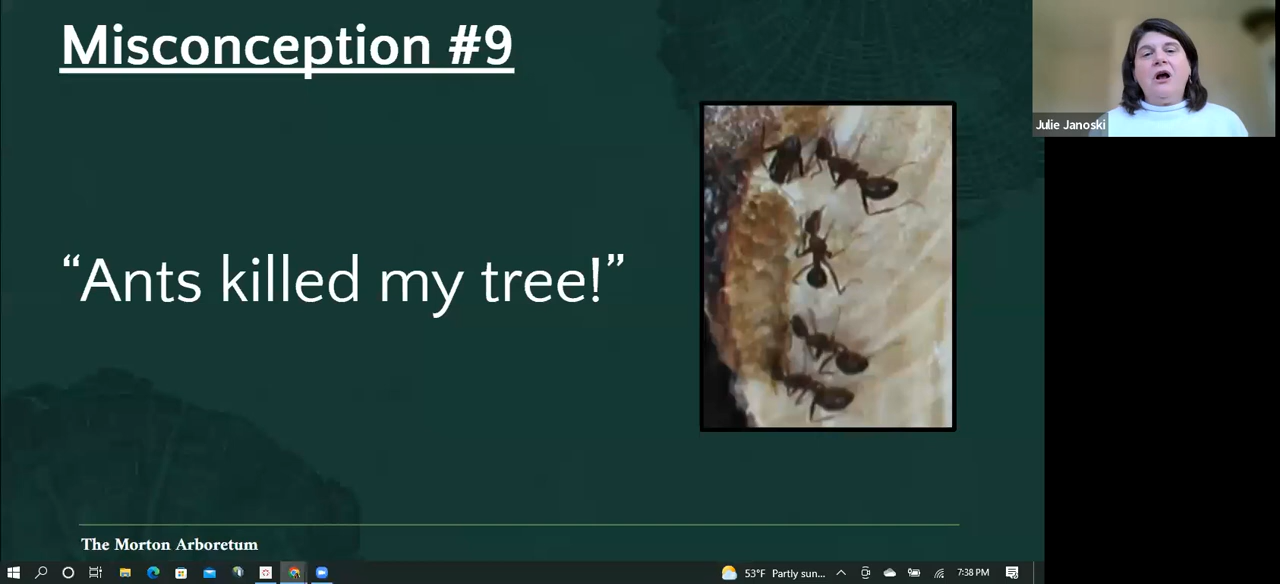 Misconception #9
Julie Janoski
“Ants killed my tree!”
The Morton Arboretum
53°F Partly sun...
7:38 PM